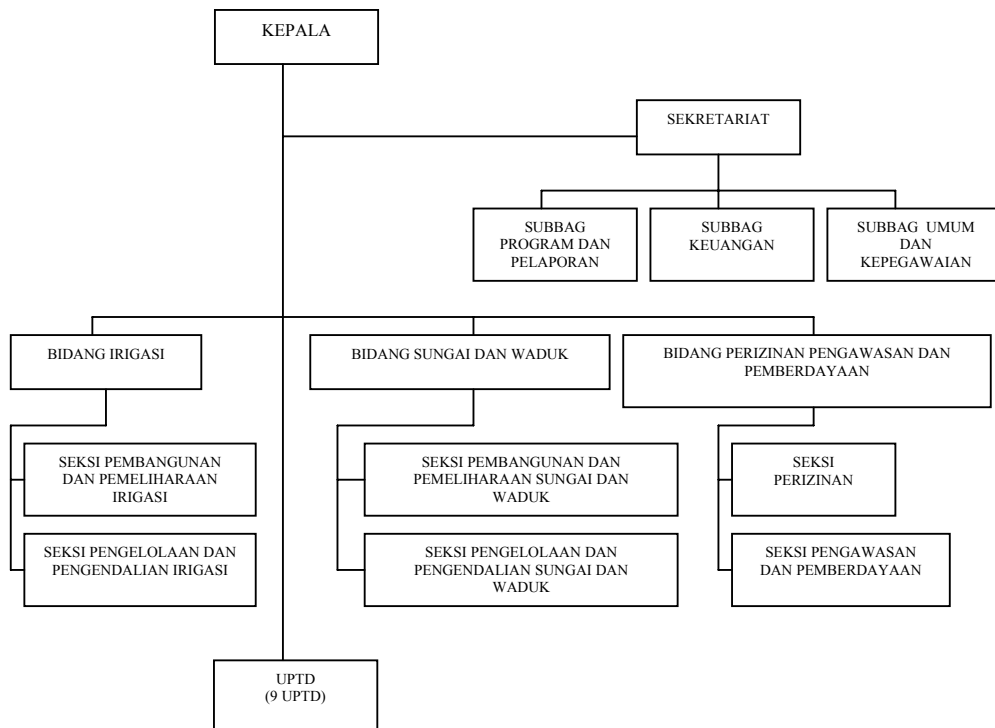 KEPALA
SEKRETARIAT
SUBBAG
PROGRAM DAN
PELAPORAN
SUBBAG
KEUANGAN
SUBBAG UMUM
DAN
KEPEGAWAIAN
BIDANG IRIGASI
BIDANG SUNGAI DAN WADUK
BIDANG PERIZINAN PENGAWASAN DAN
PEMBERDAYAAN
SEKSI PEMBANGUNAN
DAN PEMELIHARAAN
IRIGASI
SEKSI PEMBANGUNAN DAN
PEMELIHARAAN SUNGAI DAN
WADUK
SEKSI
PERIZINAN
SEKSI PENGELOLAAN DAN
PENGENDALIAN IRIGASI
SEKSI PENGELOLAAN DAN
PENGENDALIAN SUNGAI DAN
WADUK
SEKSI PENGAWASAN
DAN PEMBERDAYAAN
UPTD
(9 UPTD)